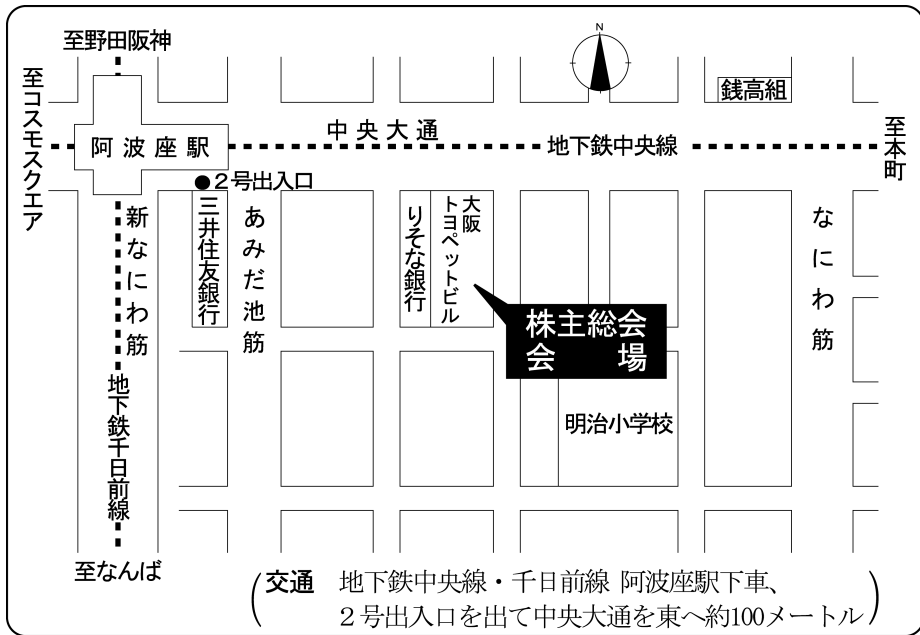 至野田阪神
N
至コスモスクエア
銭高組
中央大通
阿波座駅
地下鉄中央線
至本町
●2号出入口
新なにわ筋
三井住友銀行
あみだ池筋
りそな銀行
大阪
トヨペットビル
なにわ筋
株主総会
会場
明治小学校
地下鉄千日前線
至なんば
交通 地下鉄中央線・千日前線 阿波座駅下車、
2号出入口を出て中央大通を東へ約100メートル